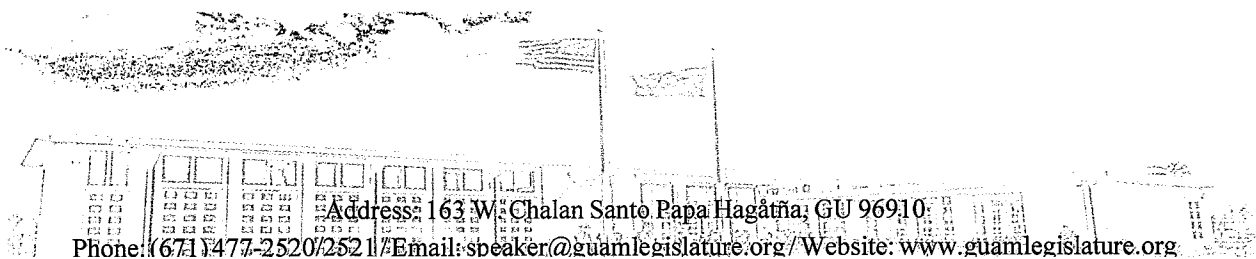 Address: 163 W. Chalan Santo Papa Hagåtña, GU 96910
Phone: (671) 477-2520/2521 / Email: speaker@guamlegislature.org / Website: www.guamlegislature.org